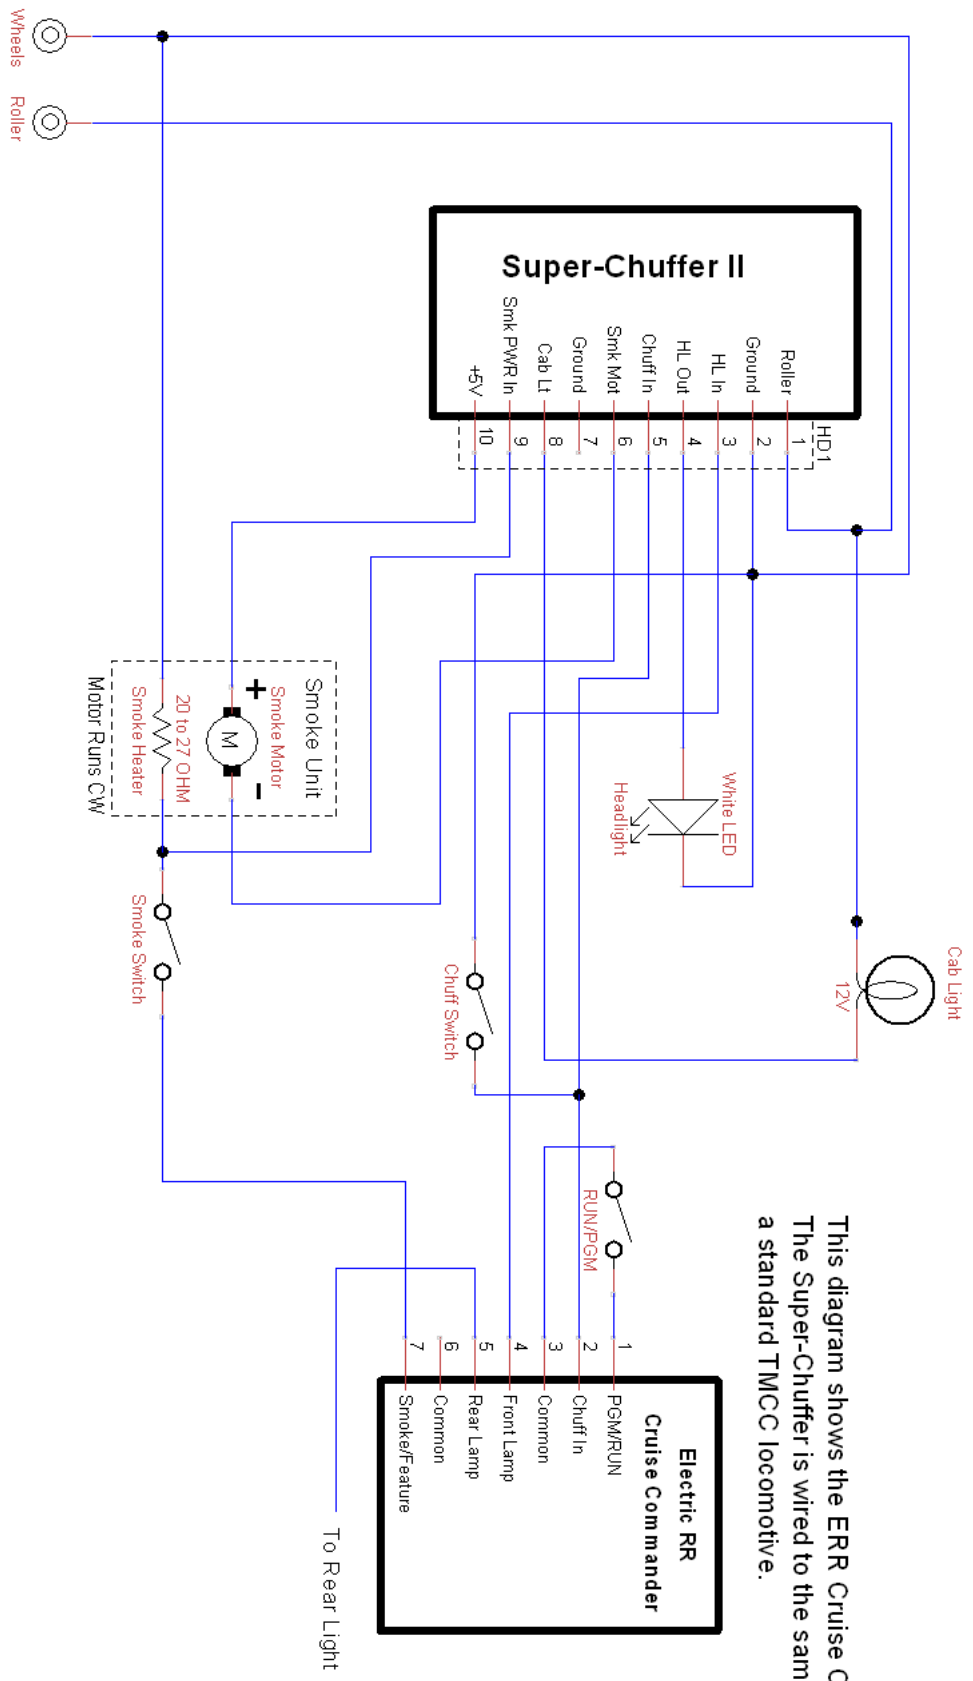 Wheels
Roller
Super-Chuffer II
Roller
Ground
HL In
HL Out
Chuff In
Smk Mot
Ground
Cab Lt
Smk PWR In
+5V
HD1
1
2
3
4
5
6
7
8
9
10
Smoke Unit
Smoke Motor
+
M
-
20 to 27 OHM
Smoke Heater
Motor Runs CW
White LED
Headlight
Cab Light
12V
Smoke Switch
Chuff Switch
RUN/PGM
This diagram shows the ERR Cruise C
The Super-Chuffer is wired to the sam
a standard TMCC locomotive.
1
2
3
4
5
6
7
Electric RR
Cruise Commander
PGM/RUN
Chuff In
Common
Front Lamp
Rear Lamp
Common
Smoke/Feature
To Rear Light